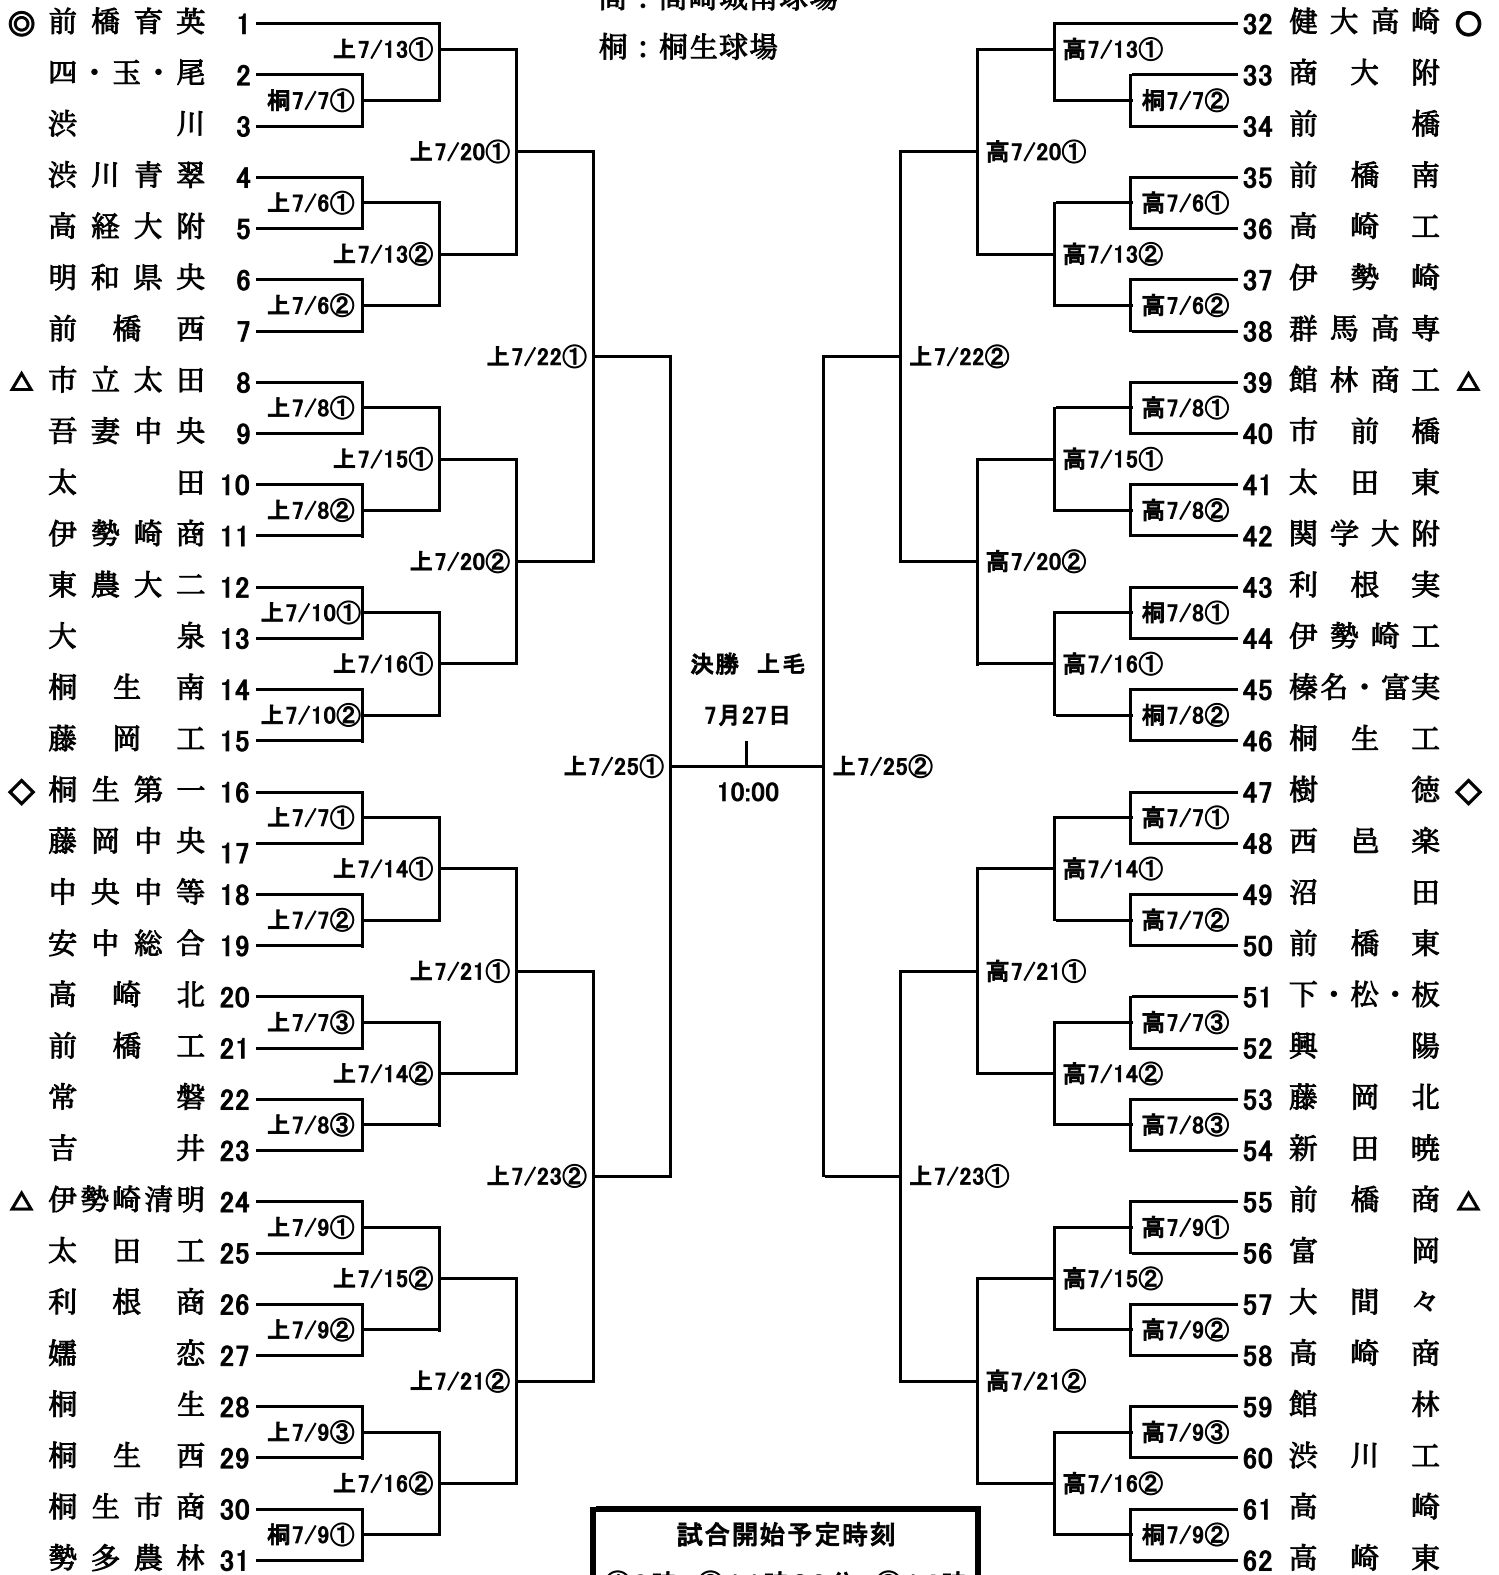 高：高崎城南球場
桐：桐生球場
◎ 前橋育英 1
上7/13①
四・玉・尾 2
桐7/7①
渋川 3
上7/20①
渋川青翠 4
上7/6①
高経大附 5
上7/13②
明和県央 6
上7/6②
前橋西 7
上7/22①
△ 市立太田 8
上7/8①
吾妻中央 9
上7/15①
太田 10
上7/8②
伊勢崎商 11
上7/20②
東農大二 12
上7/10①
大泉 13
上7/16①
桐生南 14
上7/10②
藤岡工 15
上7/25①
◇ 桐生第一 16
上7/7①
藤岡中央 17
上7/14①
中央中等 18
上7/7②
安中総合 19
上7/21①
高崎北 20
上7/7③
前橋工 21
上7/14②
常磐 22
上7/8③
吉井 23
上7/23②
△ 伊勢崎清明 24
上7/9①
太田工 25
上7/15②
利根商 26
上7/9②
嬬恋 27
上7/21②
桐生 28
上7/9③
桐生西 29
上7/16②
桐生市商 30
桐7/9①
勢多農林 31
決勝 上毛
7月27日
10:00
32 健大高崎 ○
高7/13①
33 商大附
桐7/7②
34 前橋
高7/20①
35 前橋南
高7/6①
36 高崎工
高7/13②
37 伊勢崎
高7/6②
38 群馬高専
上7/22②
39 館林商工 △
高7/8①
40 市前橋
高7/15①
41 太田東
高7/8②
42 関学大附
高7/20②
43 利根実
桐7/8①
44 伊勢崎工
高7/16①
45 榛名・富実
桐7/8②
46 桐生工
上7/25②
47 樹徳 ◇
高7/7①
48 西邑楽
高7/14①
49 沼田
高7/7②
50 前橋東
高7/21①
51 下・松・板
高7/7③
52 興陽
高7/14②
53 藤岡北
高7/8③
54 新田暁
上7/23①
55 前橋商 △
高7/9①
56 富岡
高7/15②
57 大間々
高7/9②
58 高崎商
高7/21②
59 館林
高7/9③
60 渋川工
高7/16②
61 高崎
桐7/9②
62 高崎東
試合開始予定時刻